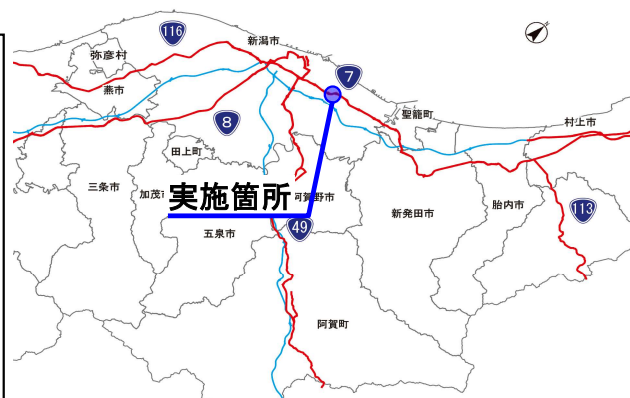 116
新潟市
弥彦村
7
燕市
聖籠町
村上市
8
田上町
三条市
加茂市
実施箇所
阿賀野市
新発田市
胎内市
113
49
五泉市
阿賀町